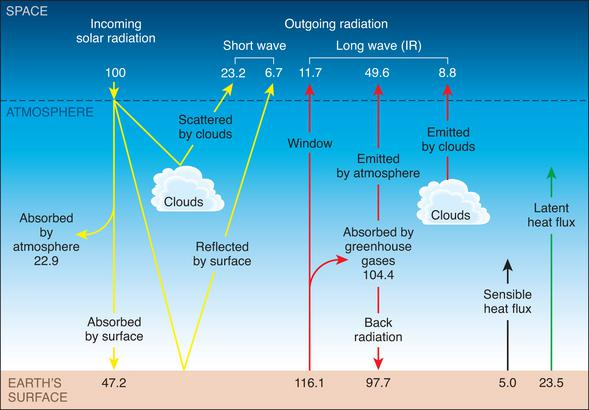 SPACE
Incoming
solar radiation
Outgoing radiation
Short wave
Long wave (IR)
100
23.2
6.7
11.7
49.6
8.8
ATMOSPHERE
Scattered
by clouds
Window
Emitted
by atmosphere
Emitted
by clouds
Clouds
Clouds
Absorbed
by
atmosphere
22.9
Reflected
by surface
Absorbed by
greenhouse
gases
104.4
Latent
heat flux
Sensible
heat flux
Absorbed
by surface
Back
radiation
EARTH'S
SURFACE
47.2
116.1
97.7
5.0
23.5